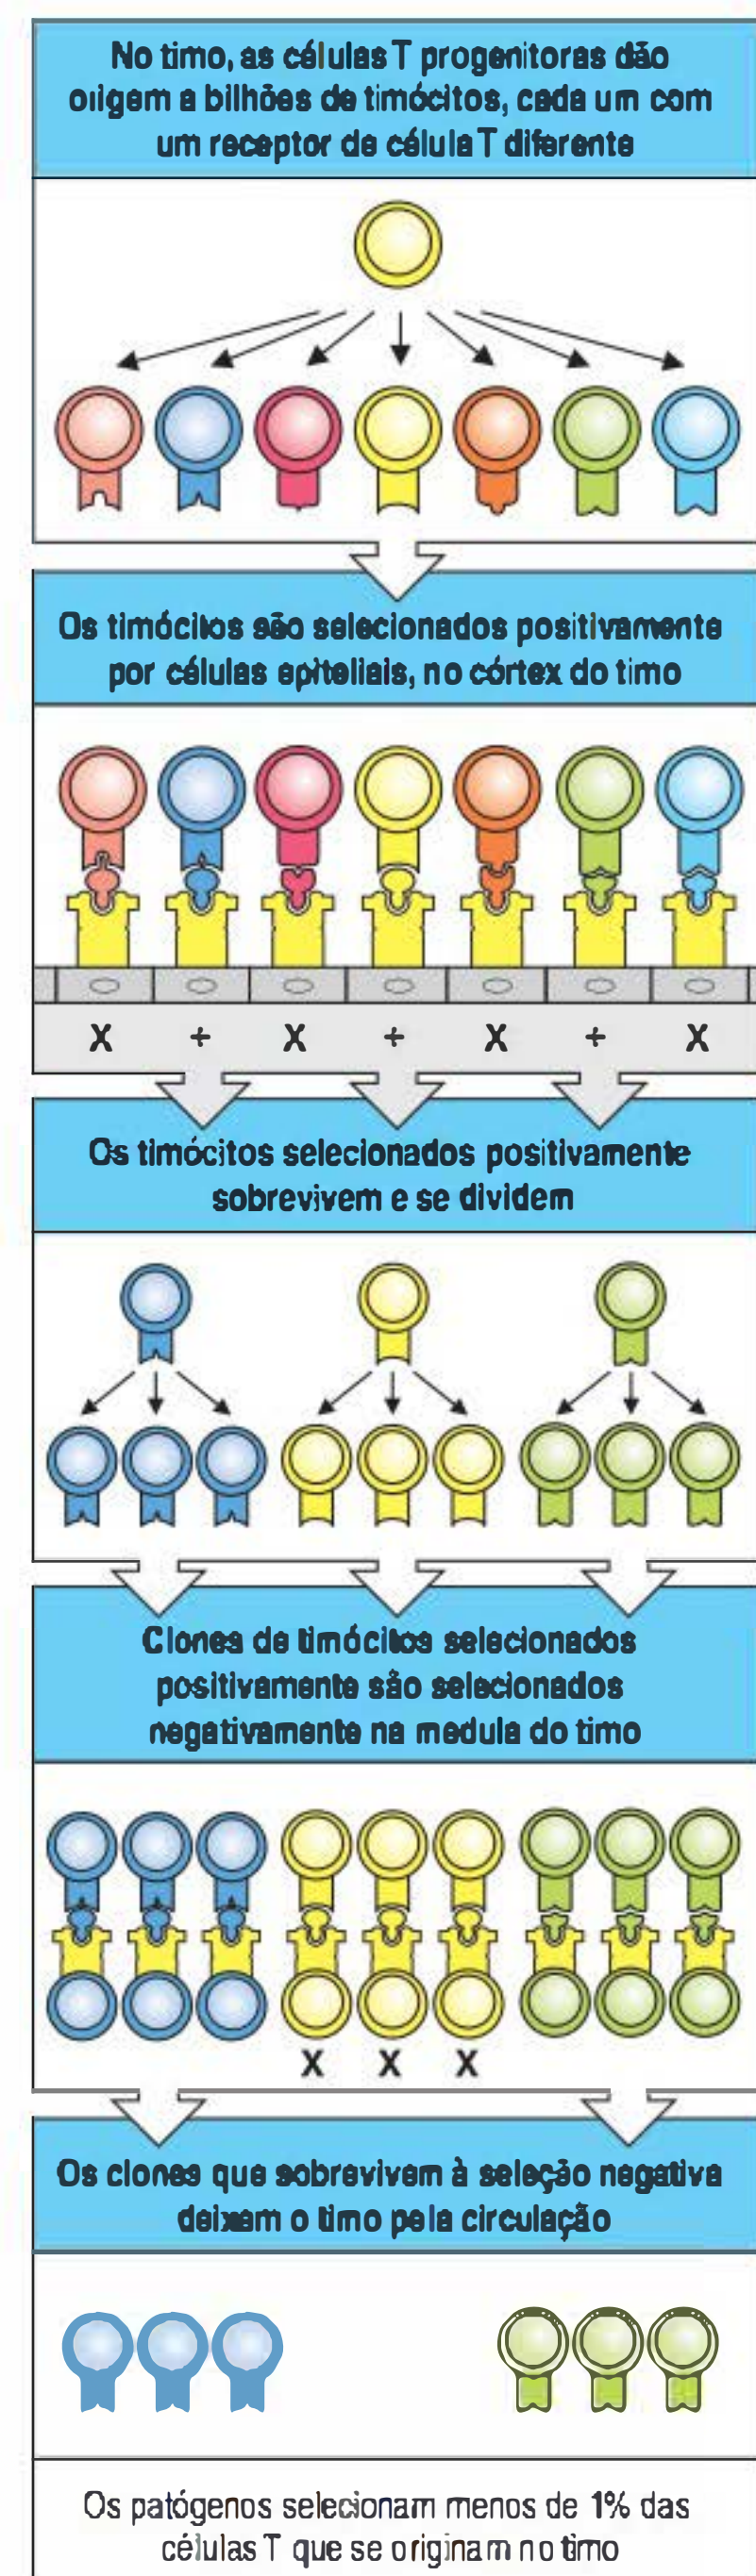 No timo, as células T progenitoras dão
origem a bilhões de timócitos, cada um com
um receptor de célula T diferente
Os timócitos são selecionados positivamente
por células epiteliais, no córtex do timo
X + X + X + X
Os timócitos selecionados positivamente
sobrevivem e se dividem
Clones de timócitos selecionados
positivamente são selecionados
negativamente na medula do timo
X X X
Os clones que sobrevivem à seleção negativa
deixam o timo pela circulação
Os patógenos selecionam menos de 1% das
células T que se originam no timo